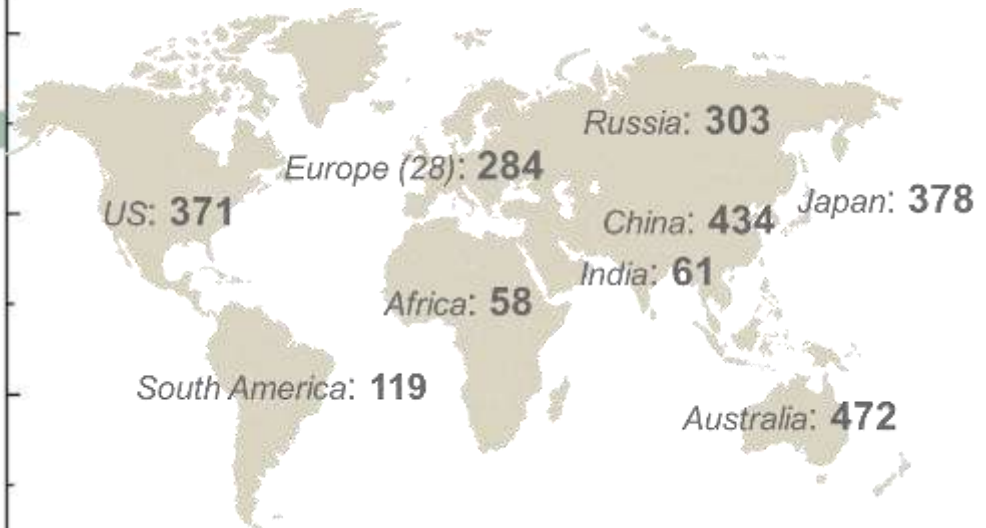 Russia: 303
Europe (28): 284
US: 371
Japan: 378
China: 434
India: 61
Africa: 58
South America: 119
Australia: 472